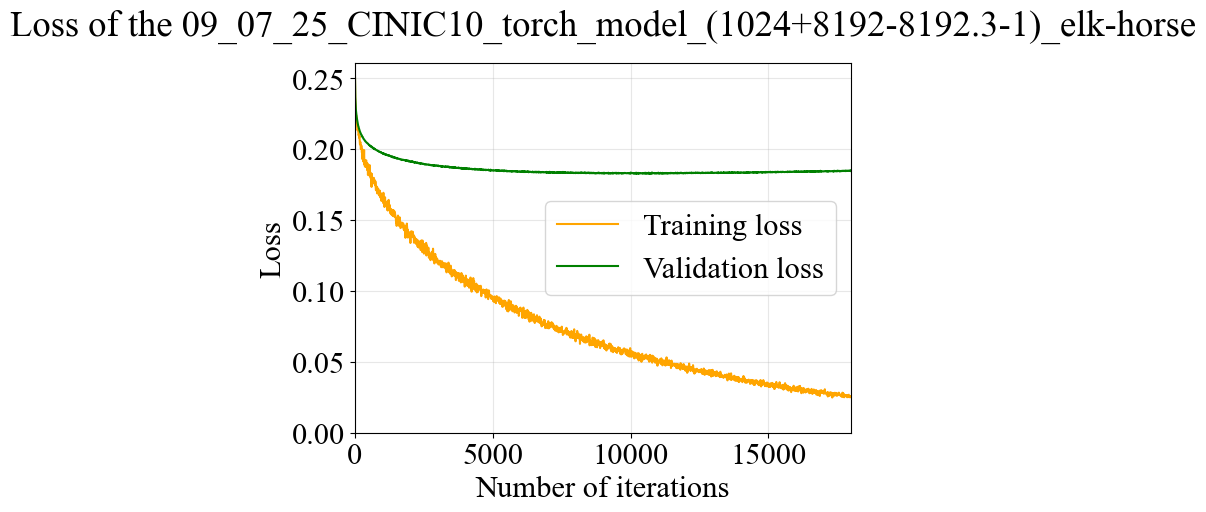 Loss of the 09_07_25_CINIC10_torch_model_(1024+8192-8192.3-1)_elk-horse
0.25
0.20
0.15
0.10
0.05
0.00
Loss
Training loss
Validation loss
0 5000 10000 15000
Number of iterations